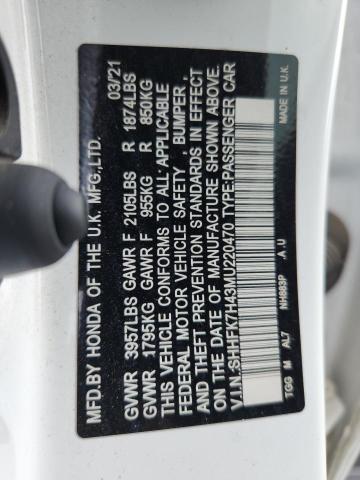 MFD.BY HONDA OF THE U.K. MFG.,LTD. 03/21
GVWR 3957LBS GAWR F 2105LBS R 1874LBS
GVWR 1795KG GAWR F 955KG R 850KG
THIS VEHICLE CONFORMS TO ALL APPLICABLE
FEDERAL MOTOR VEHICLE SAFETY , BUMPER,
AND THEFT PREVENTION STANDARDS IN EFFECT
ON THE DATE OF MANUFACTURE SHOWN ABOVE.
V.I.N.:SHHFK7H43MU220470 TYPE:PASSENGER CAR
TGG M AL7 NH883P A.U MADE IN U.K.